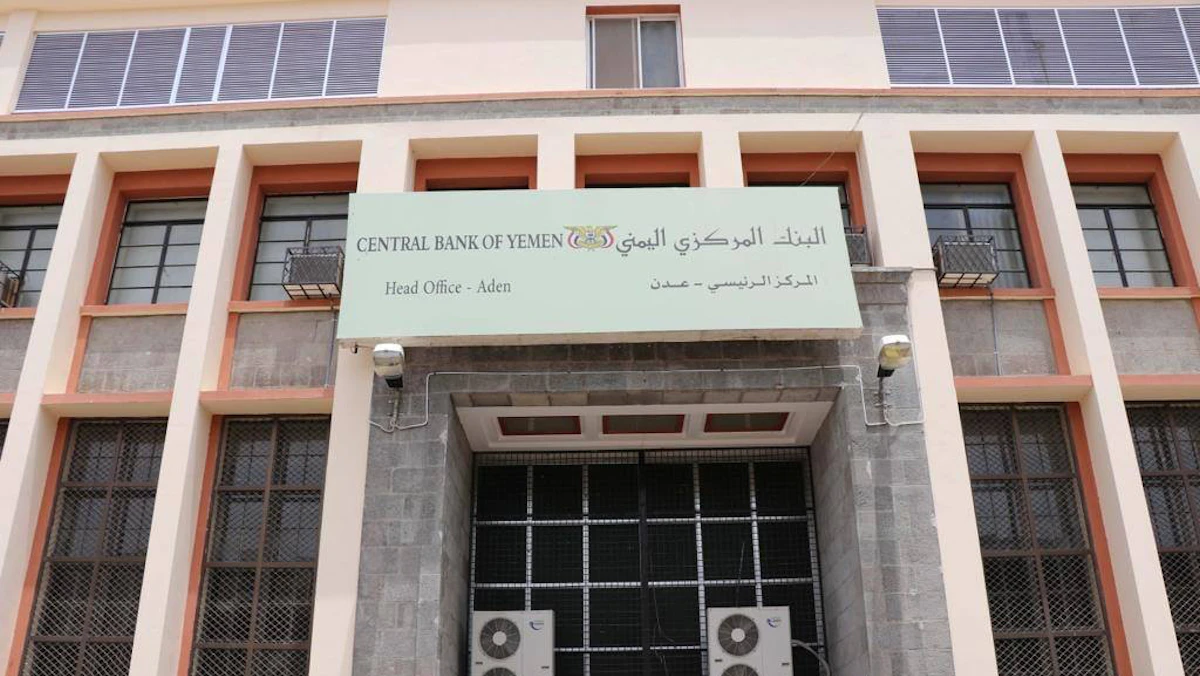 CENTRAL BANK OF YEMEN البنك المركزي اليمني
Head Office - Aden المركز الرئيسي - عدن